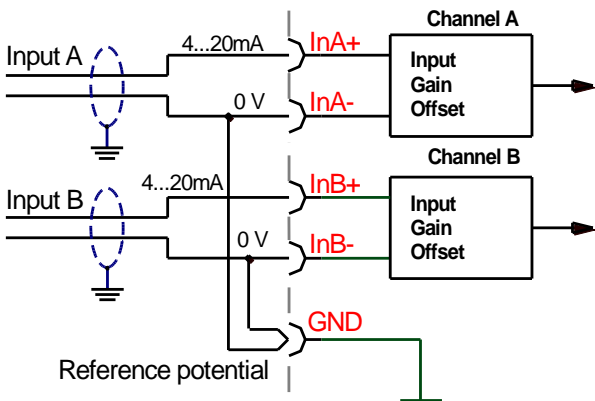 Channel A
Input A
4...20mA
InA+
Input
Gain
Offset
0 V
InA-
Channel B
Input B
4...20mA
InB+
Input
Gain
Offset
0 V
InB-
GND
Reference potential